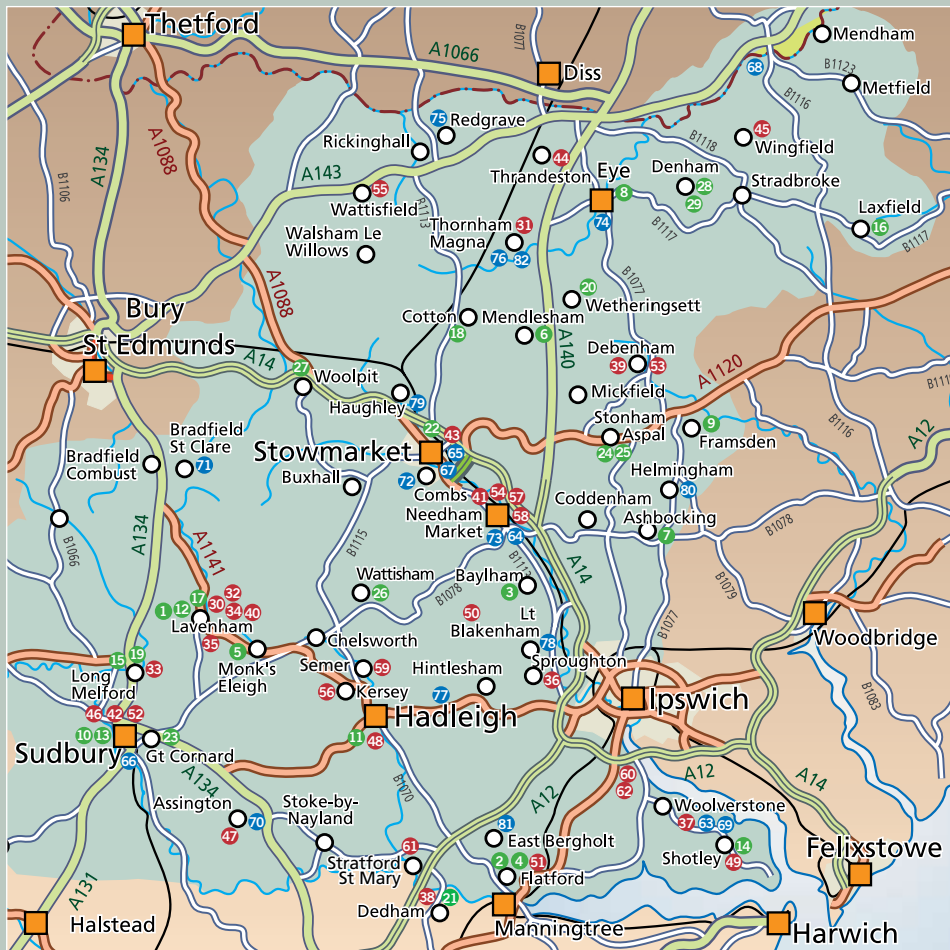 Thetford
A1066
B1077
Diss
Mendham
68
B1123
Metfield
A134
A1088
B1106
75 Redgrave
Rickinghall
B1116
45
Wingfield
B1118
44
Thrandeston
Eye
8
74
Denham
28
29
Stradbroke
A143
55
Wattisfield
B1113
Laxfield
16
B1117
B1117
Walsham Le
Willows
Thornham 31
Magna
76 82
B1077
20
Wetheringsett
A1088
Bury
St Edmunds
Cotton
18
Mendlesham
6
A140
A14
27
Woolpit
Debenham
39 53
A1120
Haughley 79
Mickfield
B1116
Stonham
Aspal
24 25
9
Framsden
A12
Bradfield
St Clare
71
Bradfield
Combust
22
43
Stowmarket
65
67
72
Combs
Buxhall
41 54 57
Needham
Market
58
73 64
Helmingham
80
Coddenham
Ashbocking
7
B1078
A134
B1066
A1141
B1115
B1113
A14
B1079
Wattisham
26
B1078
Baylham
3
50
Lt
Blakenham
78
B1077
1 12 17 30 32
34 40
Lavenham
35
5
Monk's
Eleigh
Chelsworth
Semer 59
56 Kersey
Hintlesham
77
Sproughton
36
Woodbridge
15 19
33
Long
Melford
46 42 52
10 13
Sudbury
66
23
Gt Cornard
11 48
Hadleigh
Ipswich
B1083
A134
B1070
A12
60
62
A12
A14
Assington
70
47
Stoke-by-
Nayland
81
East Bergholt
2 4 51
Flatford
61
Stratford
St Mary
38 21
Dedham
Woolverstone
37 63 69
14
Shotley
49
Felixstowe
A131
Halstead
Manningtree
Harwich